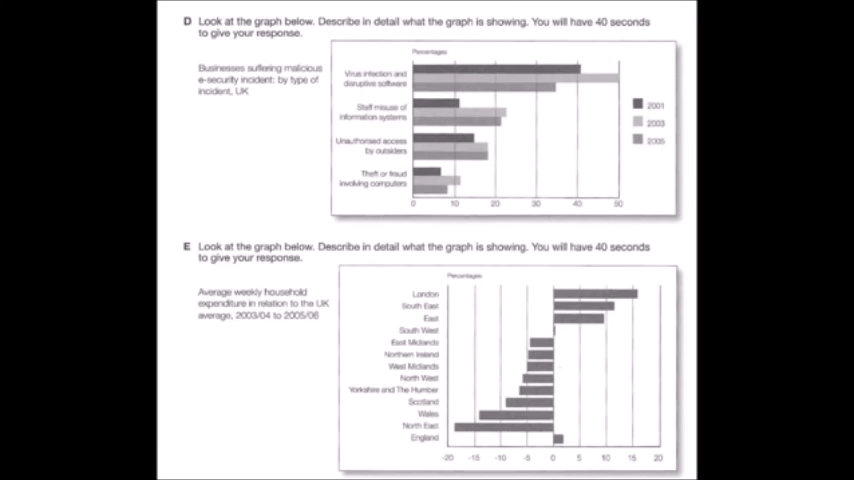 D Look at the graph below. Describe in detail what the graph is showing. You will have 40 seconds
to give your response.
Businesses suffering malicious
e-security incident: by type of
incident, UK
Percentages
Virus infection and
disruptive software
Staff misuse of
information systems
Unauthorised access
by outsiders
Theft or fraud
involving computers
0 10 20 30 40 50
2001
2003
2005
E Look at the graph below. Describe in detail what the graph is showing. You will have 40 seconds
to give your response.
Average weekly household
expenditure in relation to the UK
average, 2003/04 to 2005/06
Percentages
London
South East
East
South West
East Midlands
Northern Ireland
West Midlands
North West
Yorkshire and The Humber
Scotland
Wales
North East
England
-20 -15 -10 -5 0 5 10 15 20